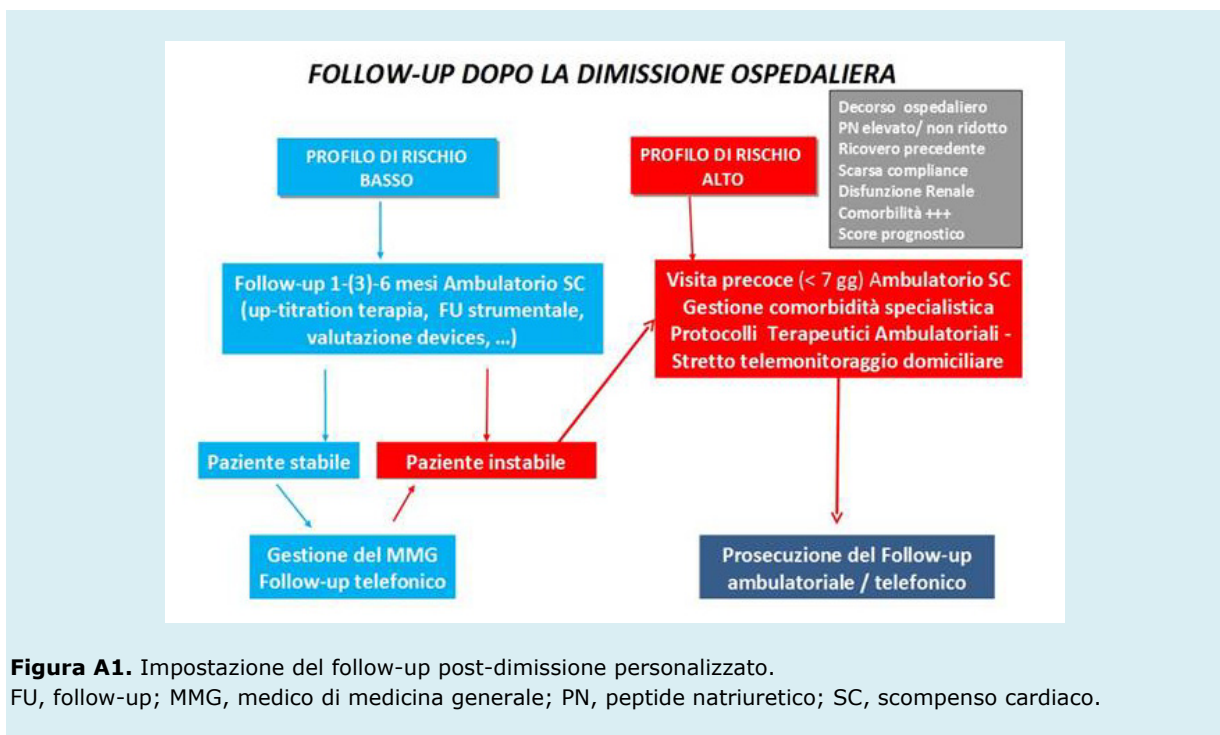 FOLLOW-UP DOPO LA DIMISSIONE OSPEDALIERA
PROFILO DI RISCHIO
BASSO
PROFILO DI RISCHIO
ALTO
Decorso ospedaliero
PN elevato/ non ridotto
Ricovero precedente
Scarsa compliance
Disfunzione Renale
Comorbilità +++
Score prognostico
Follow-up 1-(3)-6 mesi Ambulatorio SC
(up-titration terapia, FU strumentale,
valutazione devices, ...)
Visita precoce (< 7 gg) Ambulatorio SC
Gestione comorbidità specialistica
Protocolli Terapeutici Ambulatoriali -
Stretto telemonitoraggio domiciliare
Paziente stabile
Paziente instabile
Gestione del MMG
Follow-up telefonico
Prosecuzione del Follow-up
ambulatoriale / telefonico
Figura A1. Impostazione del follow-up post-dimissione personalizzato.
FU, follow-up; MMG, medico di medicina generale; PN, peptide natriuretico; SC, scompenso cardiaco.